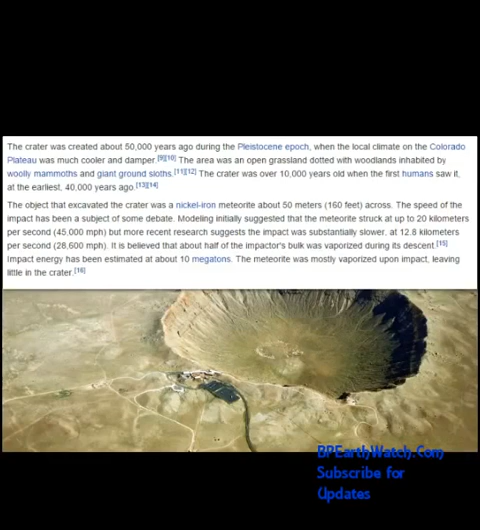 The crater was created about 50,000 years ago during the Pleistocene epoch, when the local climate on the Colorado
Plateau was much cooler and damper.[9][10] The area was an open grassland dotted with woodlands inhabited by
woolly mammoths and giant ground sloths.[11][12] The crater was over 10,000 years old when the first humans saw it,
at the earliest, 40,000 years ago.[13][14]
The object that excavated the crater was a nickel-iron meteorite about 50 meters (160 feet) across. The speed of the
impact has been a subject of some debate. Modeling initially suggested that the meteorite struck at up to 20 kilometers
per second (45,000 mph) but more recent research suggests the impact was substantially slower, at 12.8 kilometers
per second (28,600 mph). It is believed that about half of the impactor's bulk was vaporized during its descent.[15]
Impact energy has been estimated at about 10 megatons. The meteorite was mostly vaporized upon impact, leaving
little in the crater.[16]
BPEarthWatch.Com
Subscribe for
Updates